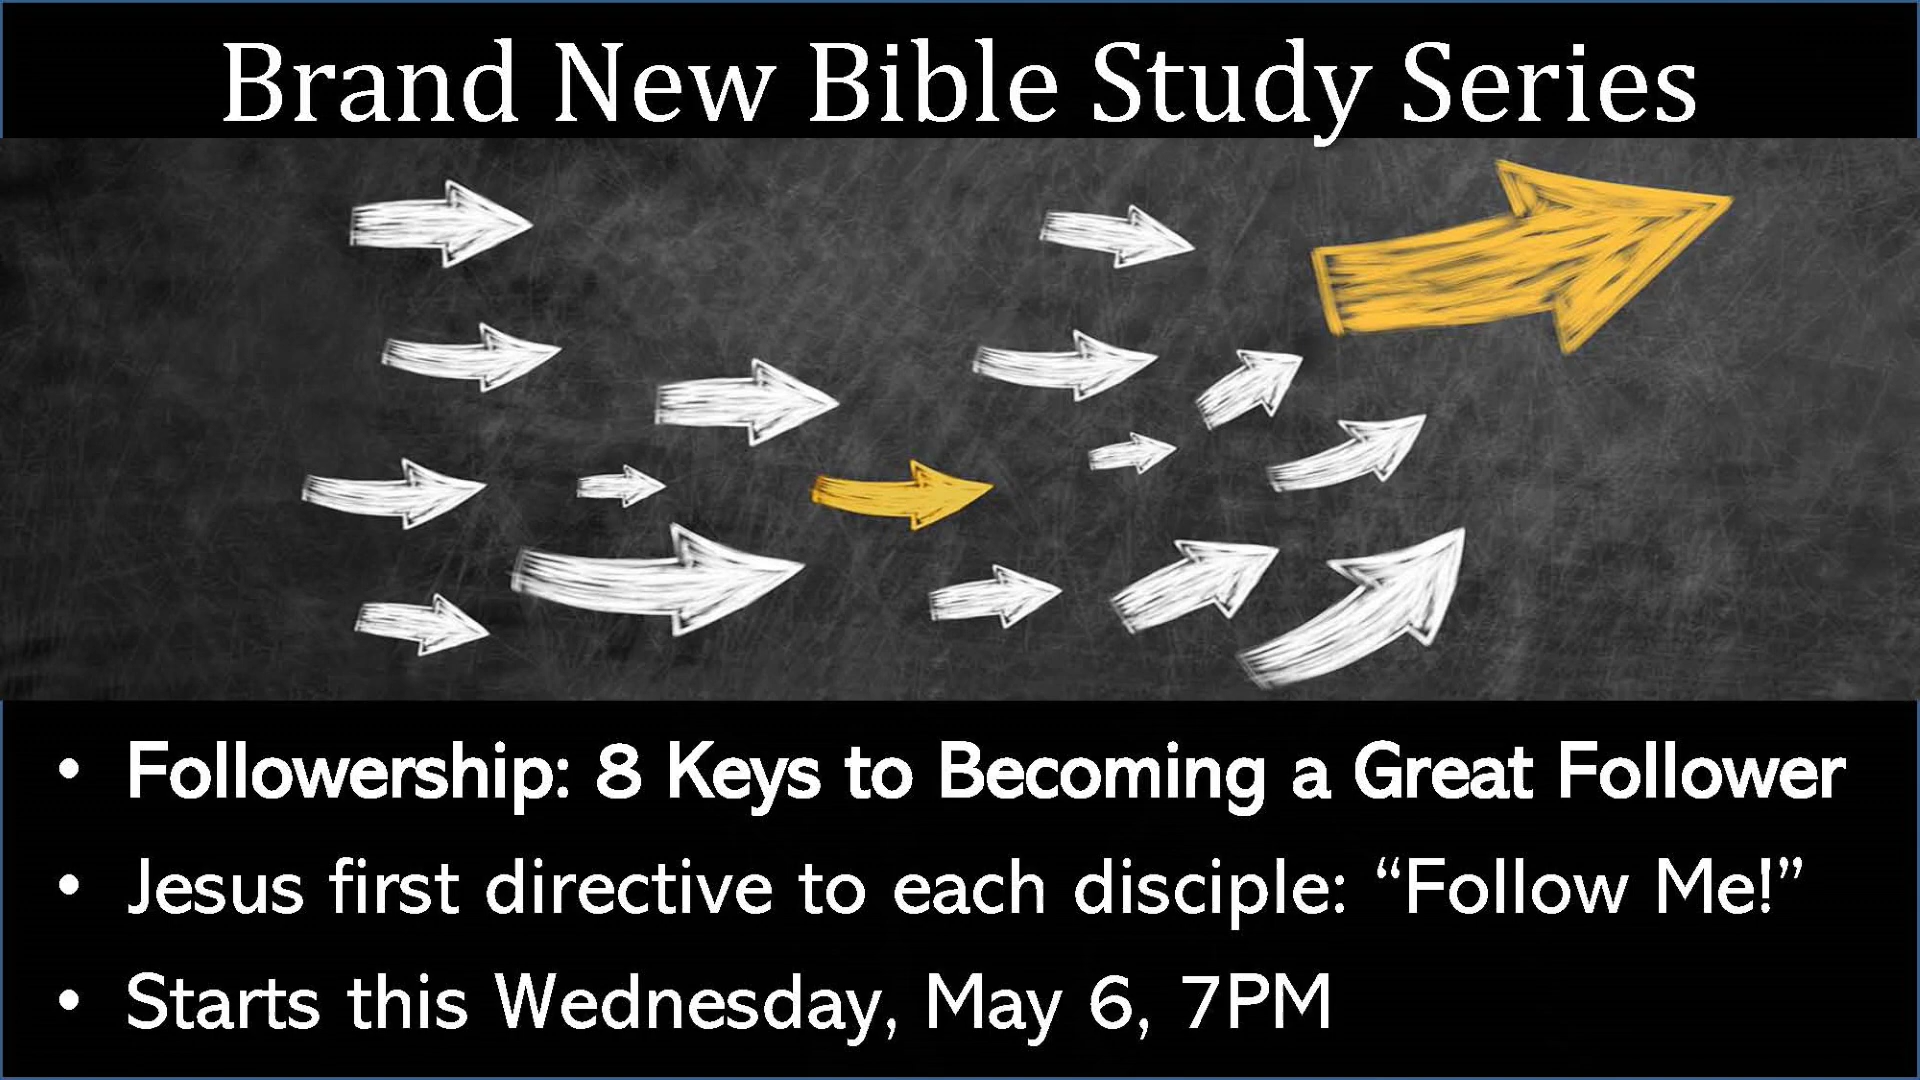 Brand New Bible Study Series
• Followership: 8 Keys to Becoming a Great Follower
• Jesus first directive to each disciple: “Follow Me!”
• Starts this Wednesday, May 6, 7PM